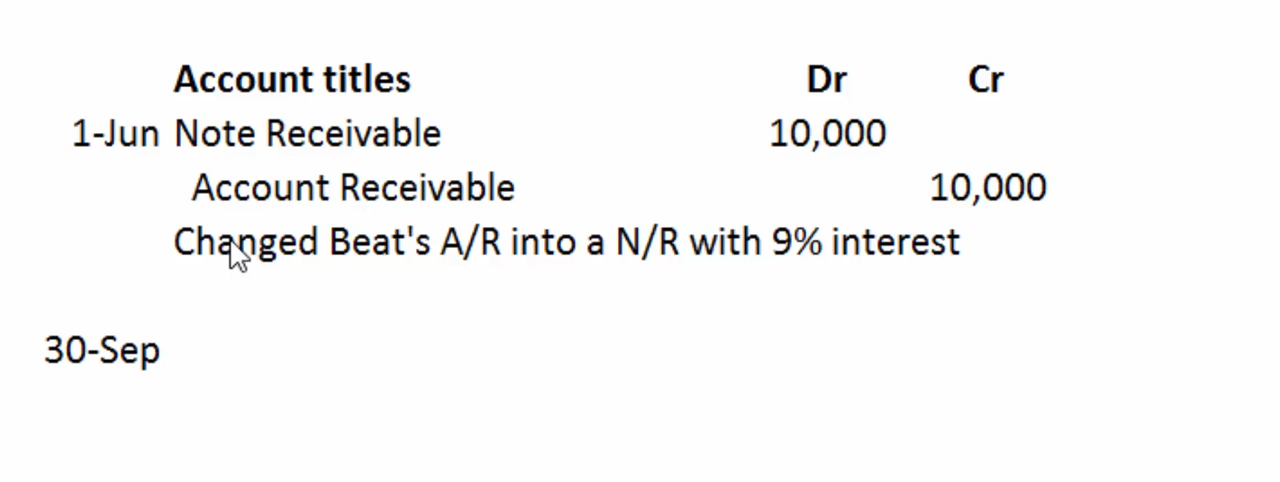 Account titles Dr Cr
1-Jun Note Receivable 10,000
Account Receivable 10,000
Changed Beat's A/R into a N/R with 9% interest
30-Sep